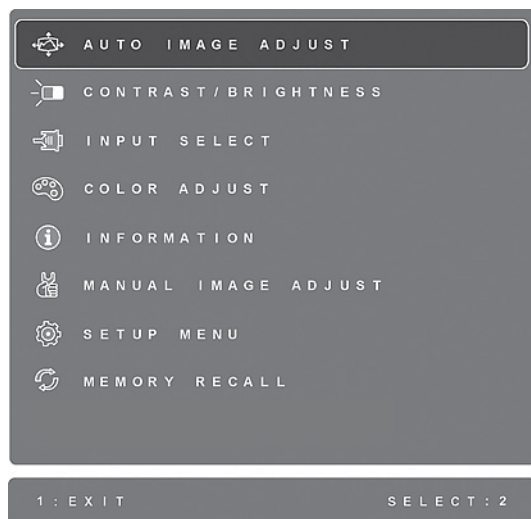 AUTO IMAGE ADJUST
CONTRAST/BRIGHTNESS
INPUT SELECT
COLOR ADJUST
INFORMATION
MANUAL IMAGE ADJUST
SETUP MENU
MEMORY RECALL
1:EXIT SELECT:2